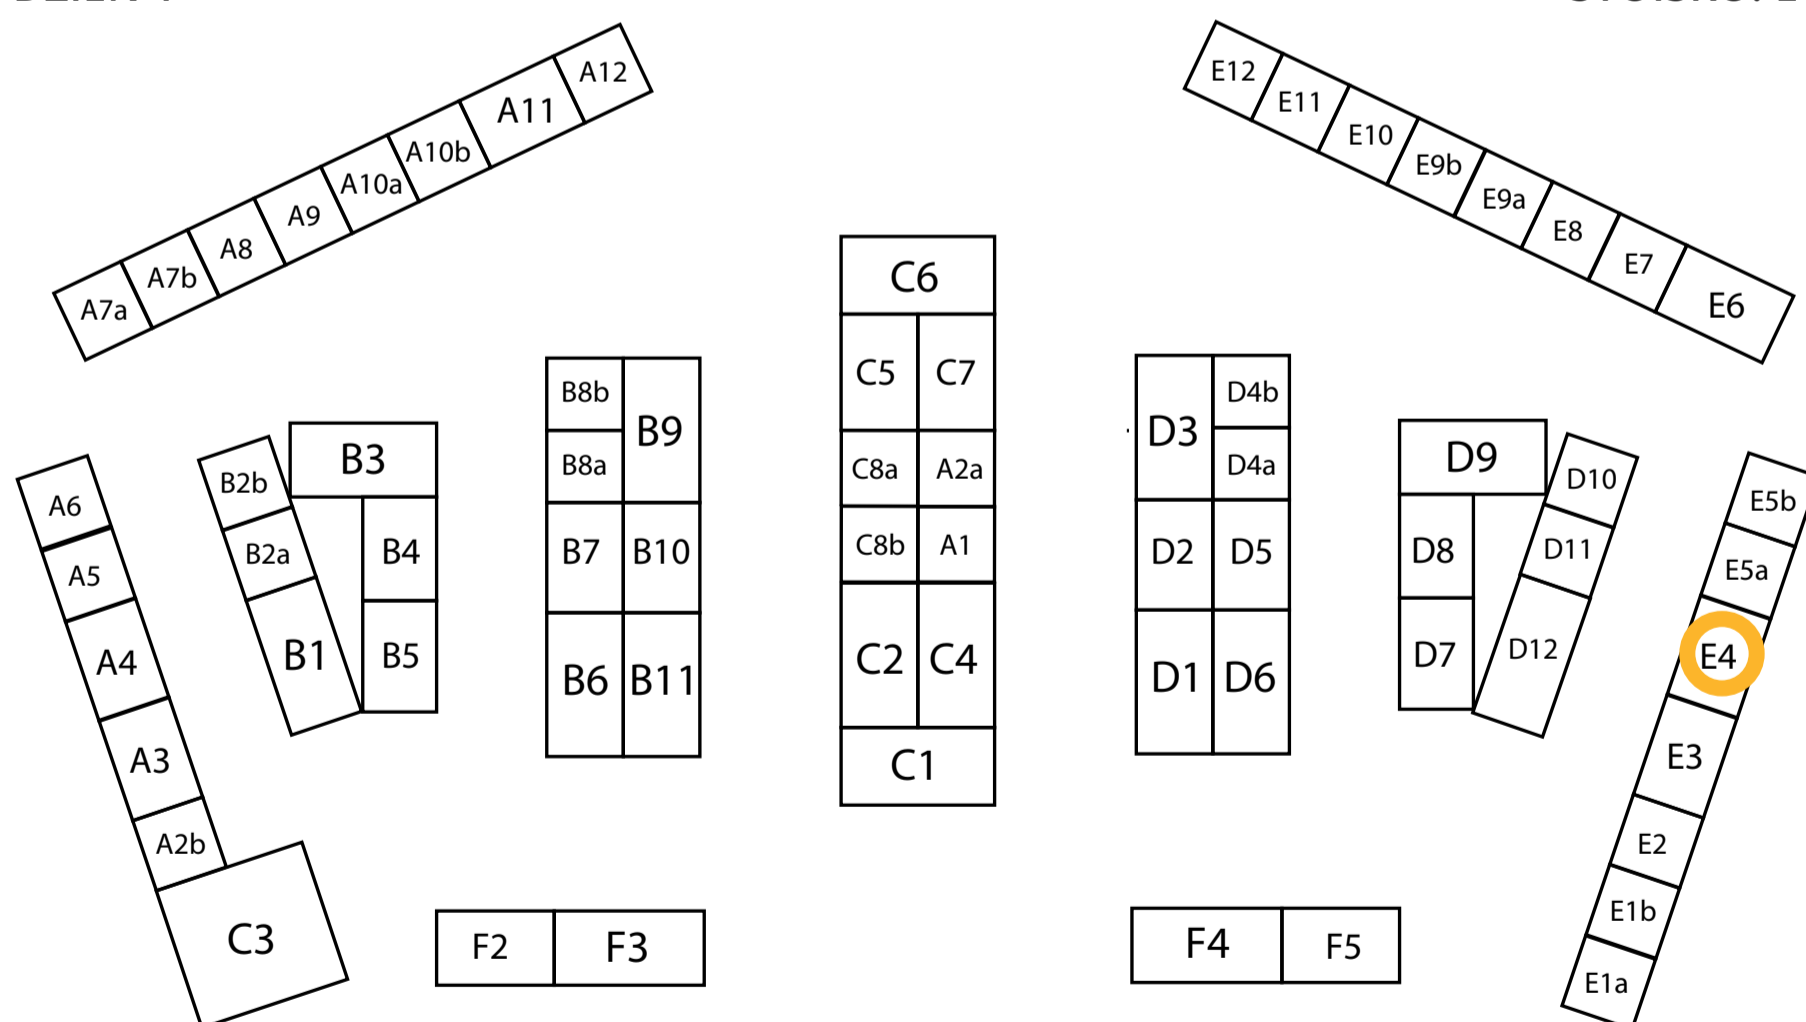 A12
A11
A10b
A10a
A9
A8
A7b
A7a
E12
E11
E10
E9b
E9a
E8
E7
E6
A6
A5
A4
A3
A2b
C3
B2b
B2a
B1
B3
B4
B5
B8b
B9
B8a
B7 B10
B6 B11
C6
C5 C7
C8a A2a
C8b A1
C2 C4
C1
D3 D4b
D4a
D2 D5
D1 D6
D9
D8
D7
D10
D11
D12
E5b
E5a
E4
E3
E2
E1b
E1a
F2 F3
F4 F5